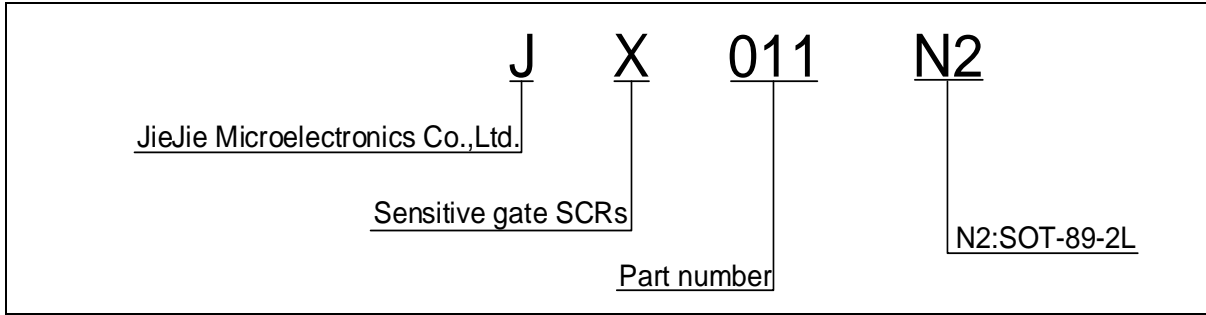 J X 011 N2
JieJie Microelectronics Co.,Ltd.
Sensitive gate SCRs
N2:SOT-89-2L
Part number